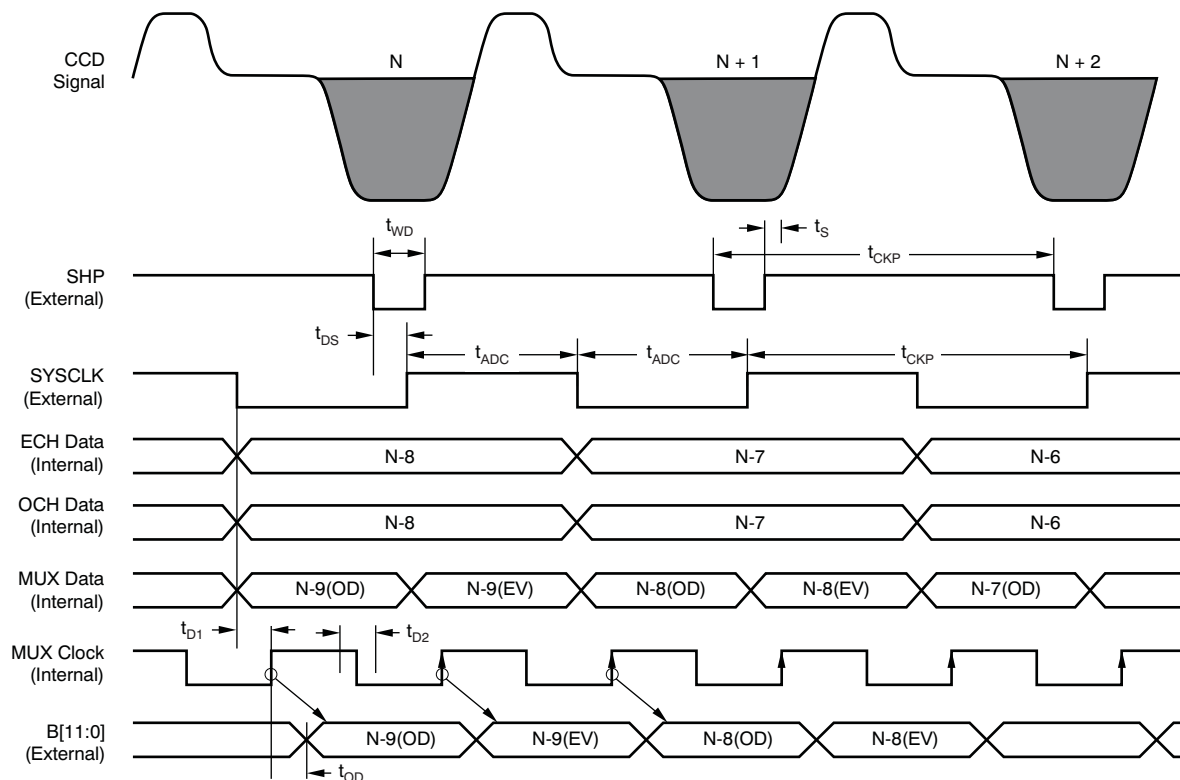 CCD
Signal
N
N + 1
N + 2
tWD
tS
tCKP
SHP
(External)
tDS
tADC
tADC
tCKP
SYSCLK
(External)
ECH Data
(Internal)
N-8
N-7
N-6
OCH Data
(Internal)
N-8
N-7
N-6
MUX Data
(Internal)
N-9(OD)
N-9(EV)
N-8(OD)
N-8(EV)
N-7(OD)
tD1
tD2
MUX Clock
(Internal)
B[11:0]
(External)
N-9(OD)
N-9(EV)
N-8(OD)
N-8(EV)
tOD